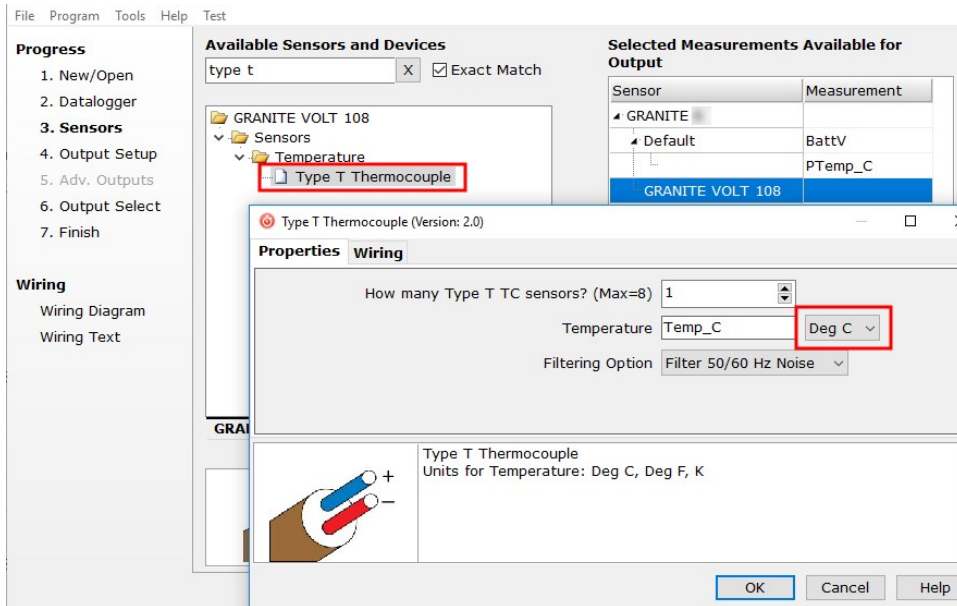 File Program Tools Help Test
Progress
1. New/Open
2. Datalogger
3. Sensors
4. Output Setup
5. Adv. Outputs
6. Output Select
7. Finish
Wiring
Wiring Diagram
Wiring Text
Available Sensors and Devices
type t X Exact Match
GRANITE VOLT 108
Sensors
Temperature
Type T Thermocouple
Selected Measurements Available for
Output
Sensor Measurement
GRANITE
Default BattV
PTemp_C
GRANITE VOLT 108
Type T Thermocouple (Version: 2.0)
Properties Wiring
How many Type T TC sensors? (Max=8) 1
Temperature Temp_C Deg C
Filtering Option Filter 50/60 Hz Noise
Type T Thermocouple
Units for Temperature: Deg C, Deg F, K
+
-
OK Cancel Help